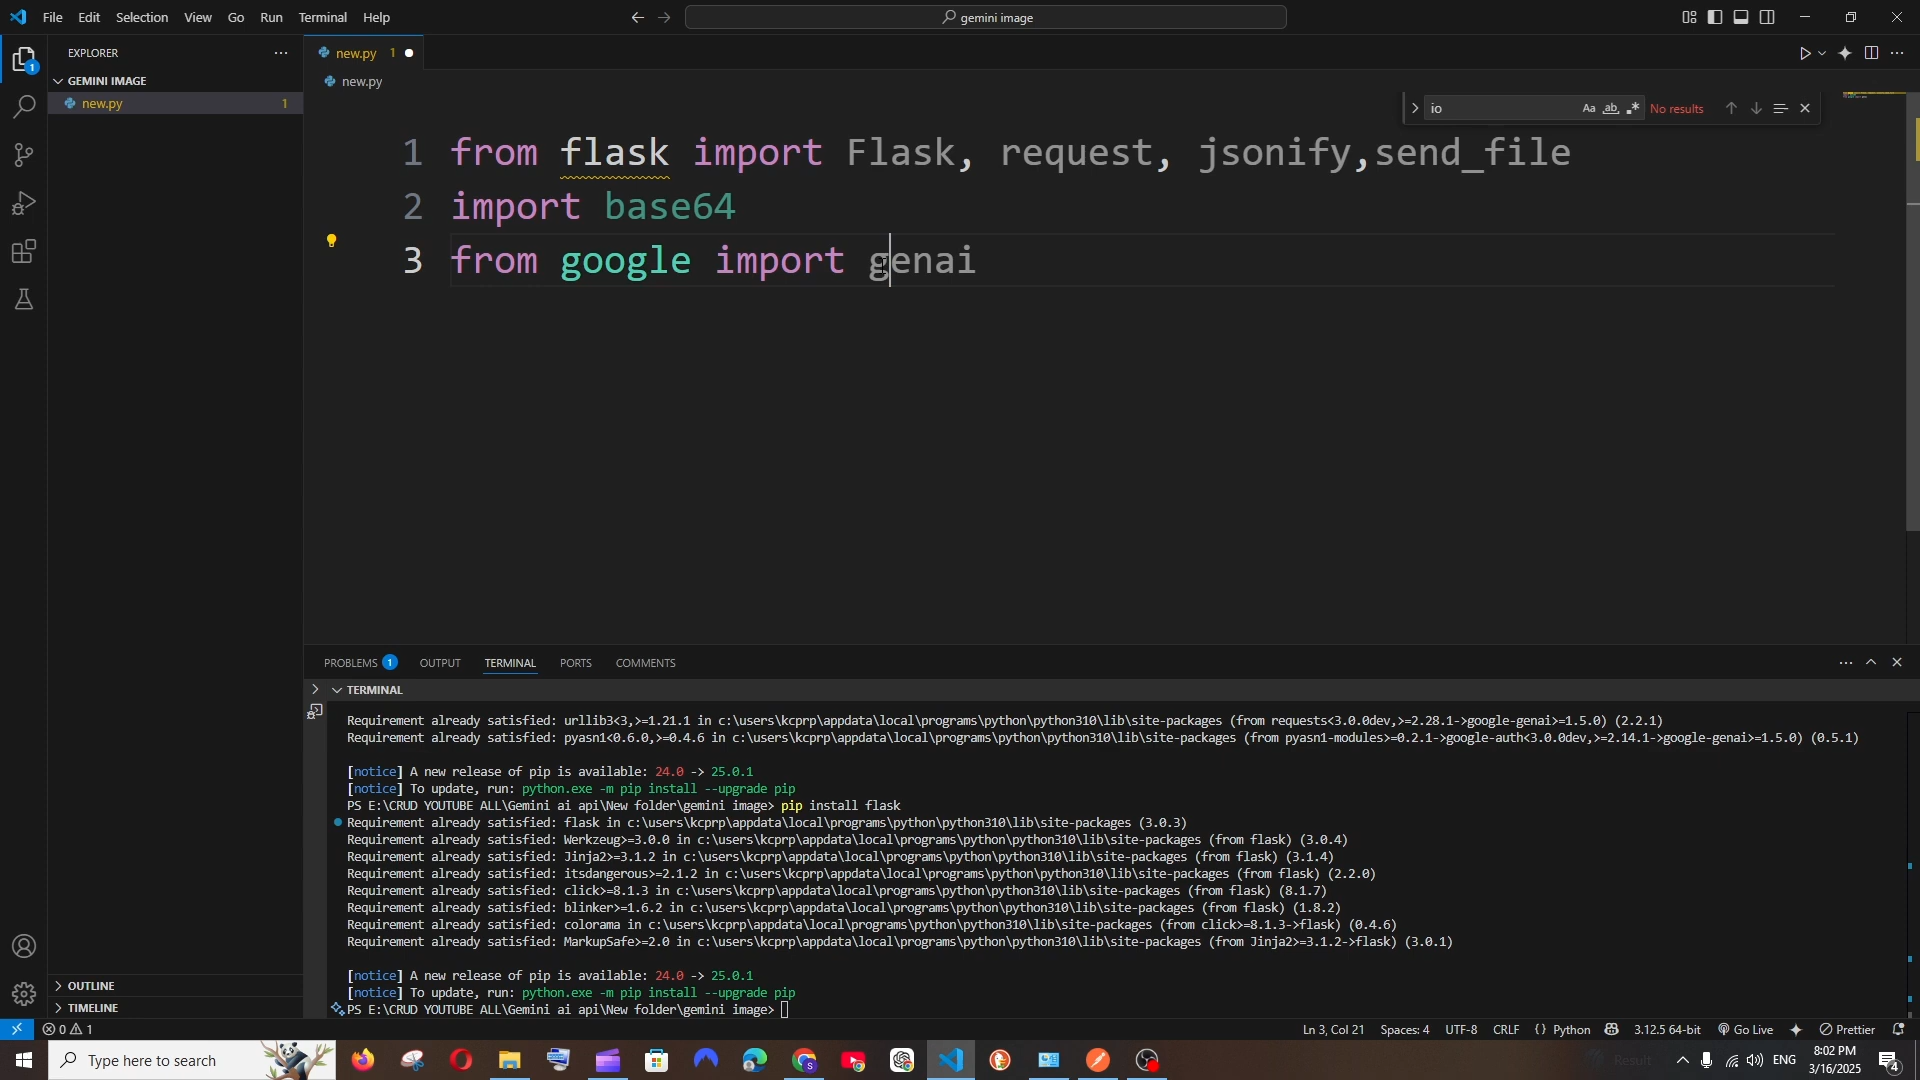 File Edit Selection View Go Run Terminal Help
gemini image
EXPLORER
GEMINI IMAGE
new.py 1
new.py 1
new.py
io
Aa ab, .* No results
1 from flask import Flask, request, jsonify,send_file
2 import base64
3 from google import genai
PROBLEMS 1 OUTPUT TERMINAL PORTS COMMENTS
TERMINAL
Requirement already satisfied: urllib3<3,>=1.21.1 in c:\users\kcprp\appdata\local\programs\python\python310\lib\site-packages (from requests<3.0.0dev,>=2.28.1->google-genai>=1.5.0) (2.2.1)
Requirement already satisfied: pyasn1<0.6.0,>=0.4.6 in c:\users\kcprp\appdata\local\programs\python\python310\lib\site-packages (from pyasn1-modules>=0.2.1->google-auth<3.0.0dev,>=2.14.1->google-genai>=1.5.0) (0.5.1)
[notice] A new release of pip is available: 24.0 -> 25.0.1
[notice] To update, run: python.exe -m pip install --upgrade pip
PS E:\CRUD YOUTUBE ALL\Gemini ai api\New folder\gemini image> pip install flask
Requirement already satisfied: flask in c:\users\kcprp\appdata\local\programs\python\python310\lib\site-packages (3.0.3)
Requirement already satisfied: Werkzeug>=3.0.0 in c:\users\kcprp\appdata\local\programs\python\python310\lib\site-packages (from flask) (3.0.4)
Requirement already satisfied: Jinja2>=3.1.2 in c:\users\kcprp\appdata\local\programs\python\python310\lib\site-packages (from flask) (3.1.4)
Requirement already satisfied: itsdangerous>=2.1.2 in c:\users\kcprp\appdata\local\programs\python\python310\lib\site-packages (from flask) (2.2.0)
Requirement already satisfied: click>=8.1.3 in c:\users\kcprp\appdata\local\programs\python\python310\lib\site-packages (from flask) (8.1.7)
Requirement already satisfied: blinker>=1.6.2 in c:\users\kcprp\appdata\local\programs\python\python310\lib\site-packages (from flask) (1.8.2)
Requirement already satisfied: colorama in c:\users\kcprp\appdata\local\programs\python\python310\lib\site-packages (from click>=8.1.3->flask) (0.4.6)
Requirement already satisfied: MarkupSafe>=2.0 in c:\users\kcprp\appdata\local\programs\python\python310\lib\site-packages (from Jinja2>=3.1.2->flask) (3.0.1)
[notice] A new release of pip is available: 24.0 -> 25.0.1
[notice] To update, run: python.exe -m pip install --upgrade pip
PS E:\CRUD YOUTUBE ALL\Gemini ai api\New folder\gemini image>
OUTLINE
TIMELINE
0 1
Ln 3, Col 21 Spaces: 4 UTF-8 CRLF {} Python 3.12.5 64-bit Go Live Prettier
Type here to search
Result
ENG
8:02 PM
3/16/2025
4